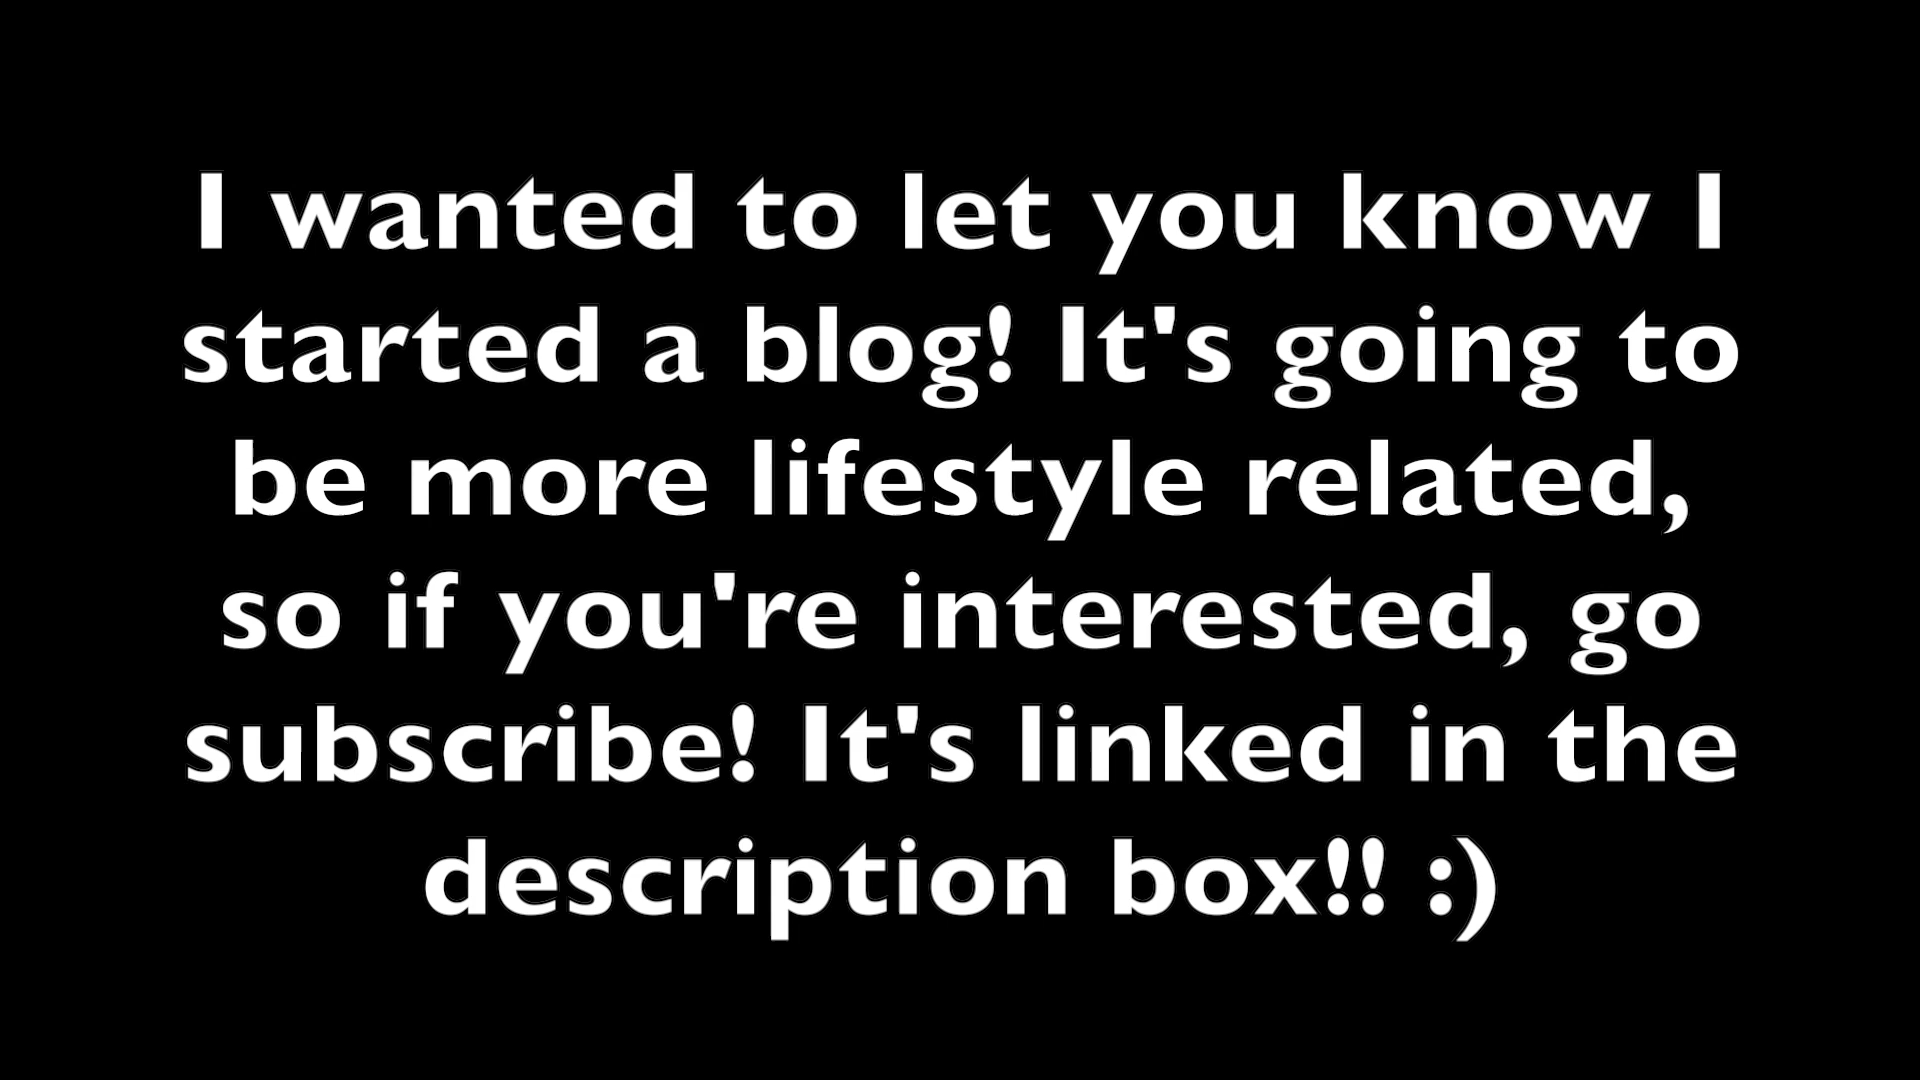 I wanted to let you know I
started a blog! It's going to
be more lifestyle related,
so if you're interested, go
subscribe! It's linked in the
description box!! :)